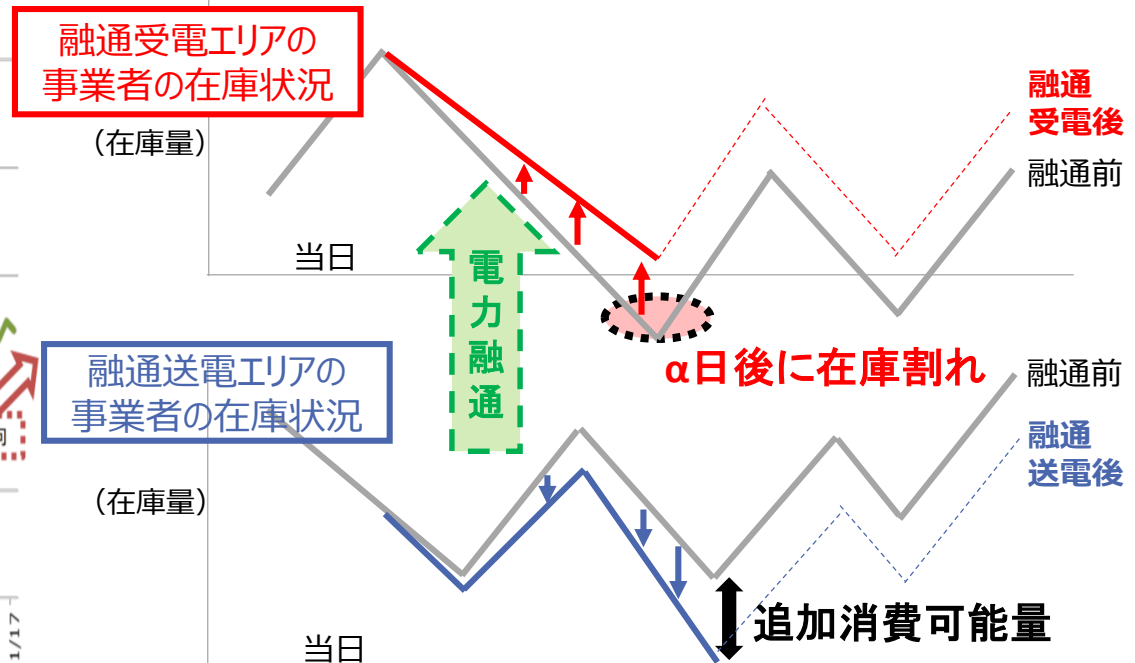 融通受電エリアの
事業者の在庫状況
(在庫量)
融通
受電後
融通前
当日
電力融通
α日後に在庫割れ
融通送電エリアの
事業者の在庫状況
融通前
融通
送電後
(在庫量)
追加消費可能量
当日
1/17